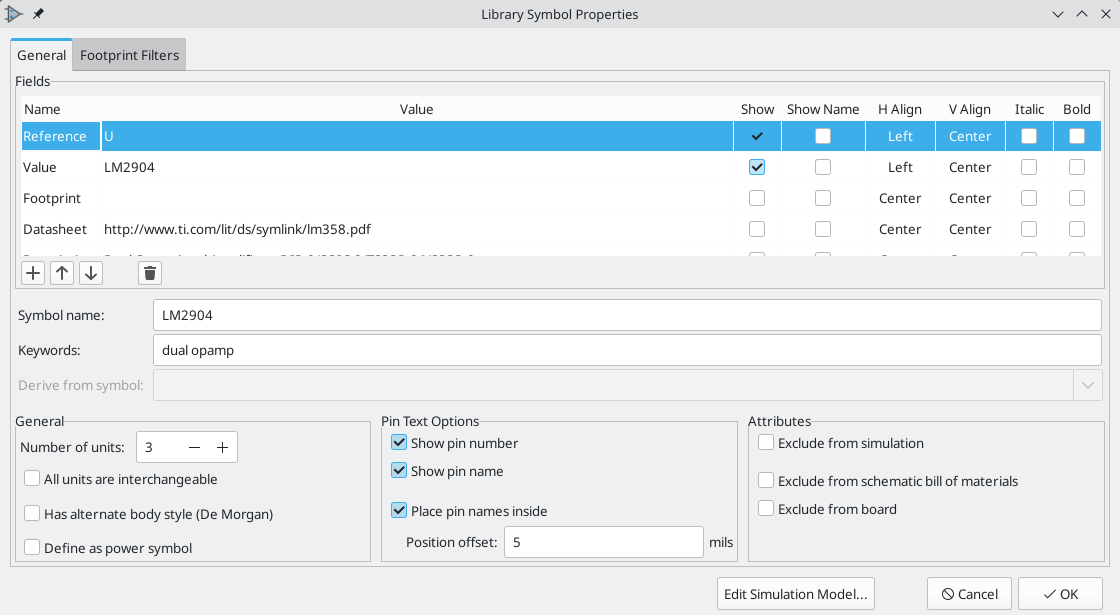 Library Symbol Properties
General Footprint Filters
Fields
Name Value Show Show Name H Align V Align Italic Bold
Reference U Left Center
Value LM2904 Left Center
Footprint Center Center
Datasheet http://www.ti.com/lit/ds/symlink/lm358.pdf Center Center
Symbol name: LM2904
Keywords: dual opamp
Derive from symbol:
General
Number of units: 3
All units are interchangeable
Has alternate body style (De Morgan)
Define as power symbol
Pin Text Options
Show pin number
Show pin name
Place pin names inside
Position offset: 5 mils
Attributes
Exclude from simulation
Exclude from schematic bill of materials
Exclude from board
Edit Simulation Model... Cancel OK